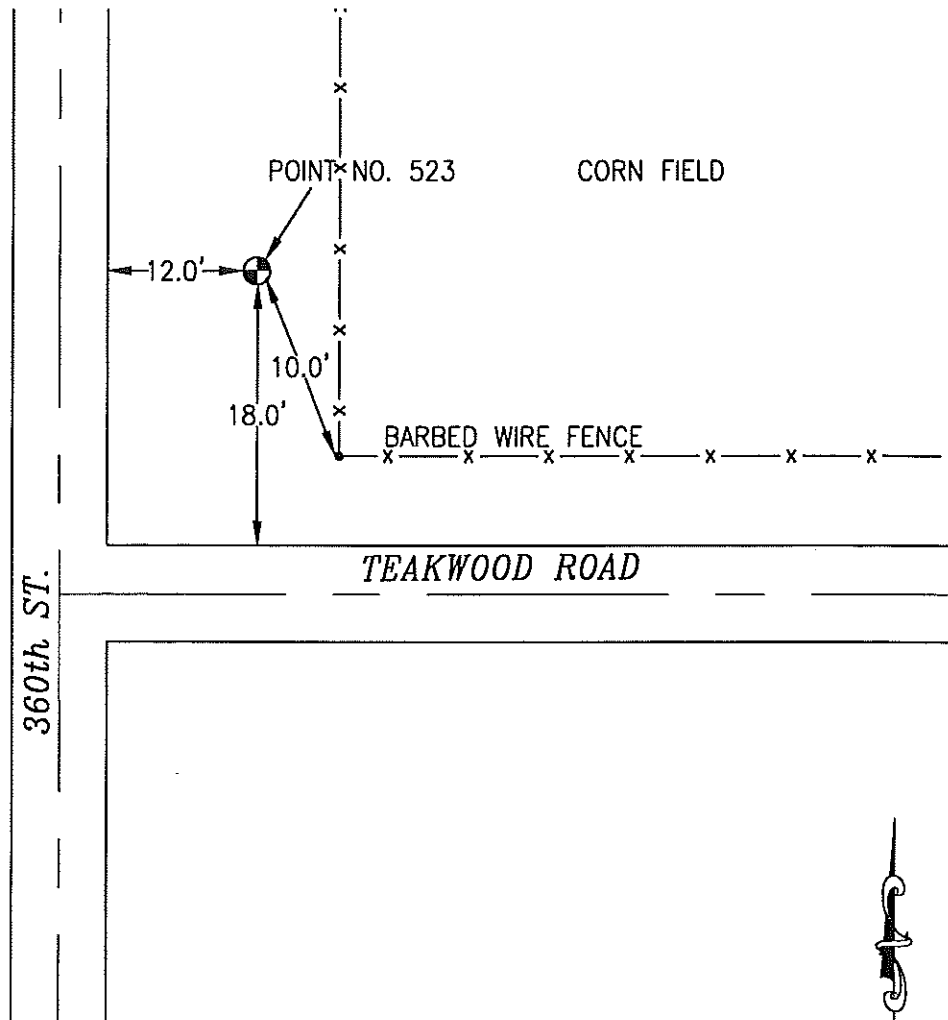 POINT NO. 523
CORN FIELD
12.0'
10.0'
18.0'
BARBED WIRE FENCE
TEAKWOOD ROAD
360th ST.